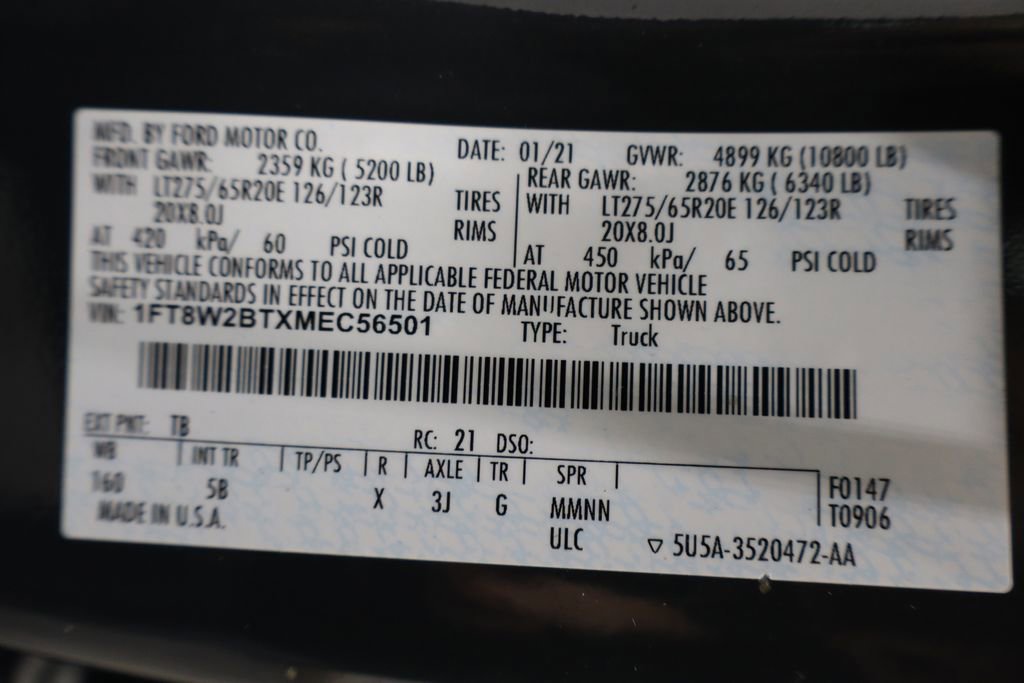 MFD. BY FORD MOTOR CO. DATE: 01/21 GVWR: 4899 KG (10800 LB)
FRONT GAWR: 2359 KG ( 5200 LB) REAR GAWR: 2876 KG ( 6340 LB)
WITH LT275/65R20E 126/123R TIRES WITH LT275/65R20E 126/123R TIRES
20X8.0J RIMS 20X8.0J RIMS
AT 420 kPa/ 60 PSI COLD AT 450 kPa/ 65 PSI COLD
THIS VEHICLE CONFORMS TO ALL APPLICABLE FEDERAL MOTOR VEHICLE
SAFETY STANDARDS IN EFFECT ON THE DATE OF MANUFACTURE SHOWN ABOVE.
VIN: 1FT8W2BTXMEC56501 TYPE: Truck
EXT PNT: TB RC: 21 DSO:
WB INT TR TP/PS R AXLE TR SPR F0147
160 5B X 3J G MMNN T0906
MADE IN U.S.A. ULC ▽ 5U5A-3520472-AA